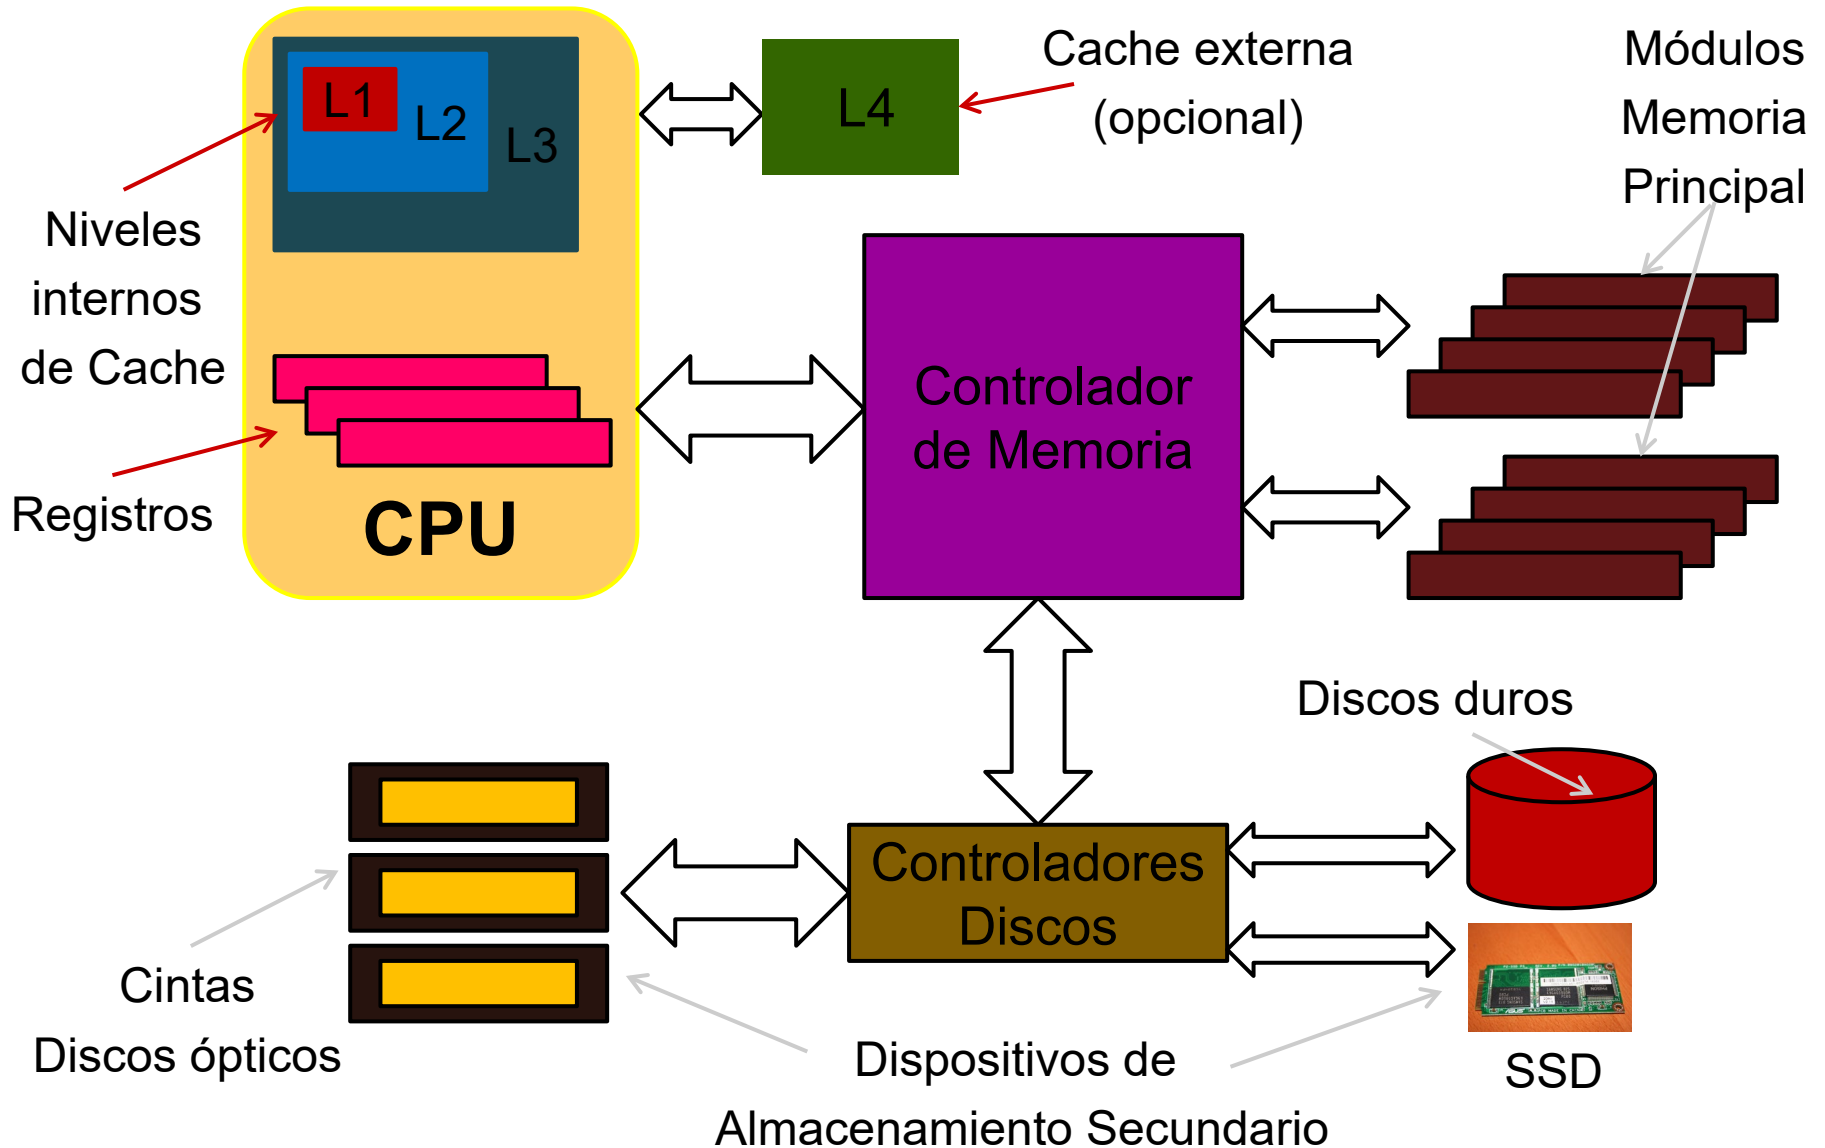 L1
L2
L3
L4
Cache externa
(opcional)
Módulos
Memoria
Principal
Niveles
internos
de Cache
Registros
CPU
Controlador
de Memoria
Discos duros
Controladores
Discos
Cintas
Discos ópticos
Dispositivos de
Almacenamiento Secundario
SSD